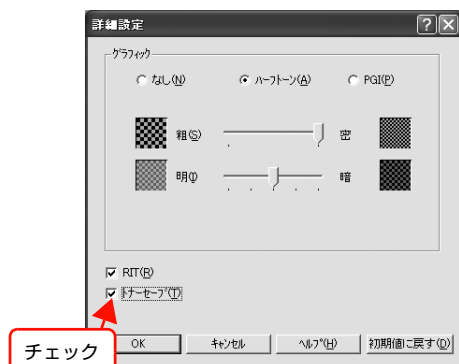 詳細設定
グラフィック
なし(N)
ハーフトーン(A)
PGI(P)
粗(S)
密
明(I)
暗
RIT(R)
トナーセーブ(T)
チェック
OK
キャンセル
ヘルプ(H)
初期値に戻す(D)